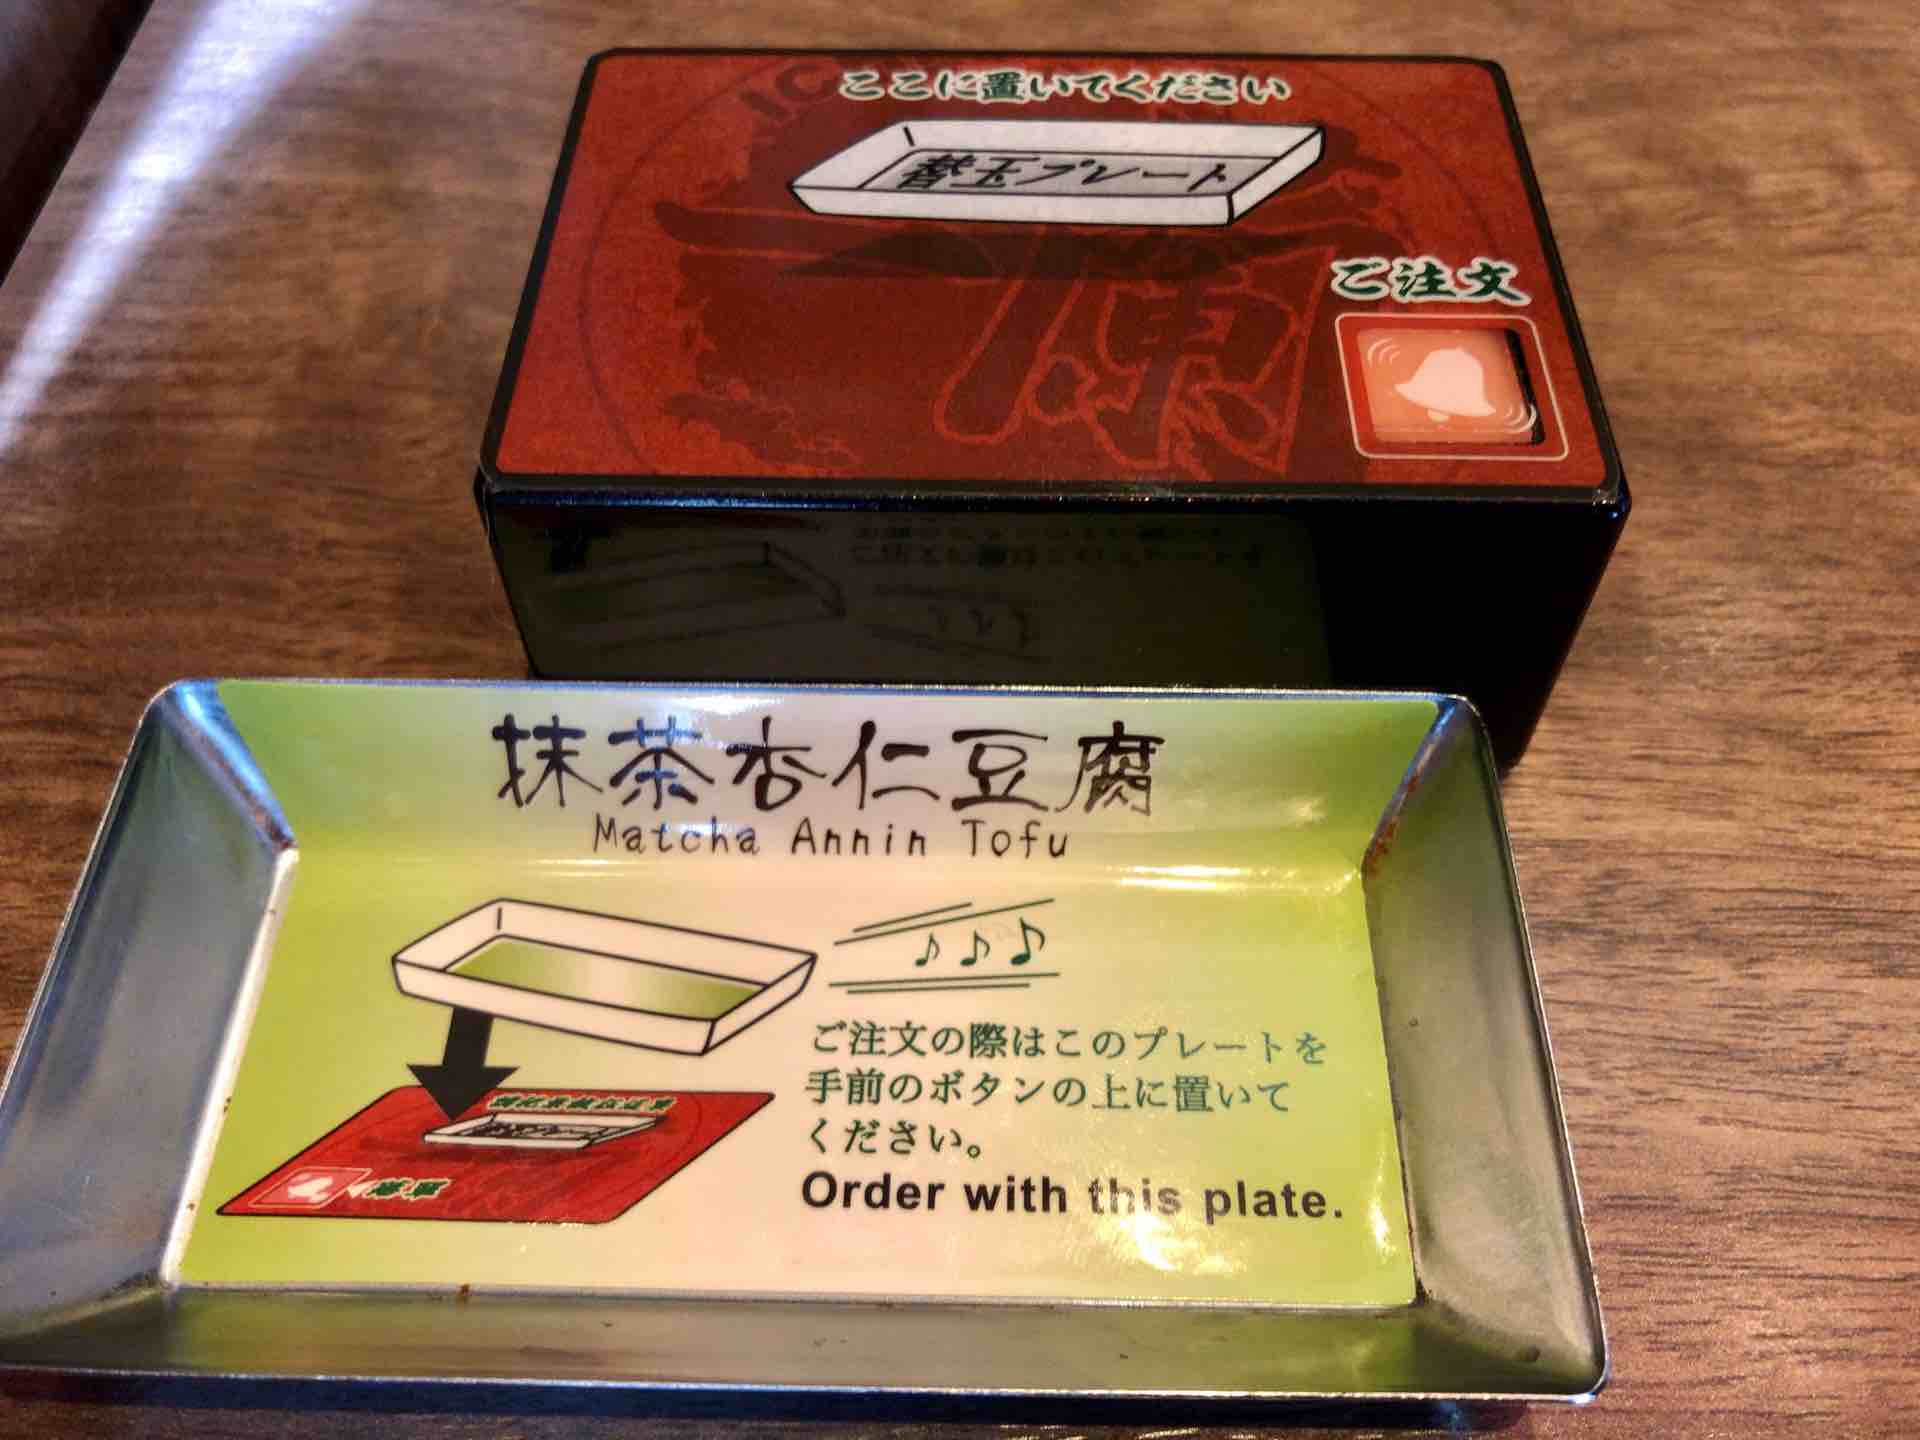 ここに置いてください
替玉プレート
ご注文
抹茶杏仁豆腐
Matcha Annin Tofu
ご注文の際はこのプレートを
手前のボタンの上に置いて
ください。
Order with this plate.